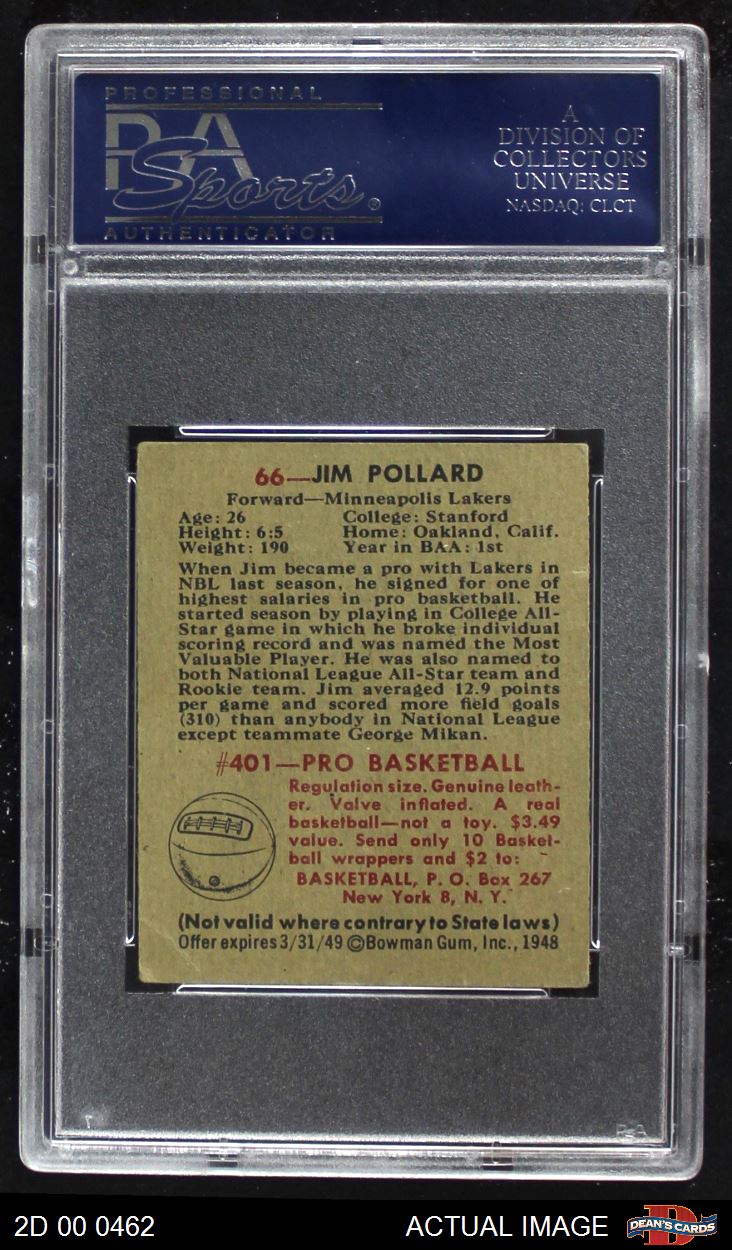 PROFESSIONAL
PSA
Sports®
AUTHENTICATOR
A
DIVISION OF
COLLECTORS
UNIVERSE
NASDAQ: CLCT
66—JIM POLLARD
Forward—Minneapolis Lakers
Age: 26 College: Stanford
Height: 6:5 Home: Oakland, Calif.
Weight: 190 Year in BAA: 1st
When Jim became a pro with Lakers in
NBL last season, he signed for one of
highest salaries in pro basketball. He
started season by playing in College All-
Star game in which he broke individual
scoring record and was named the Most
Valuable Player. He was also named to
both National League All-Star team and
Rookie team. Jim averaged 12.9 points
per game and scored more field goals
(310) than anybody in National League
except teammate George Mikan.
#401—PRO BASKETBALL
Regulation size. Genuine leath-
er. Valve inflated. A real
basketball—not a toy. $3.49
value. Send only 10 Basket-
ball wrappers and $2 to:
BASKETBALL, P. O. Box 267
New York 8, N. Y.
(Not valid where contrary to State laws)
Offer expires 3/31/49 ©Bowman Gum, Inc., 1948
PSA
2D 00 0462 ACTUAL IMAGE
DEAN'S CARDS